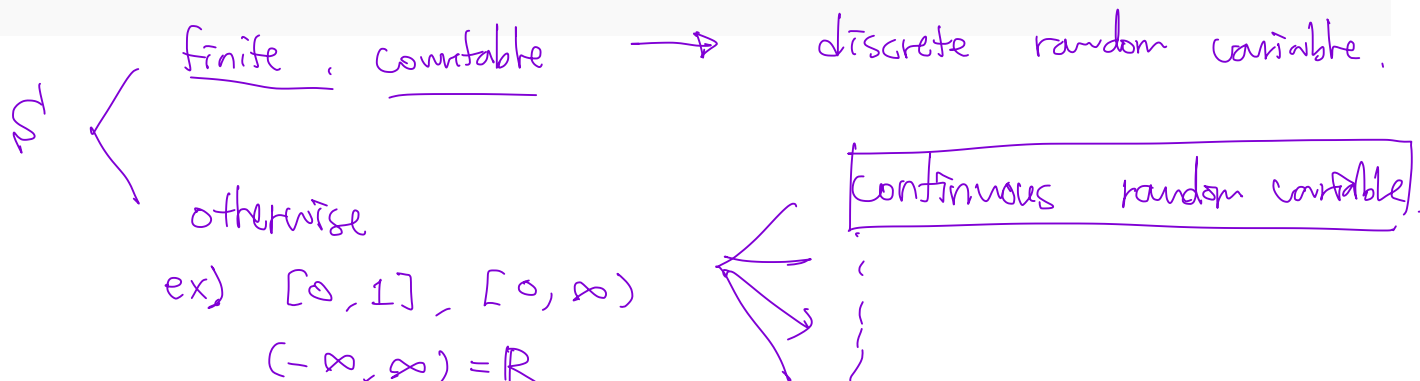 finite, countable → discrete random variable.
S
continuous random variable.
otherwise
ex) [0, 1], [0, ∞)
(-∞, ∞) = ℝ